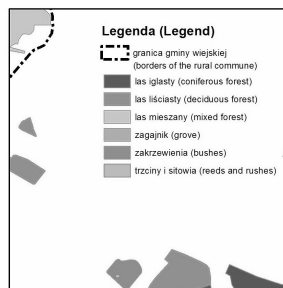 Legenda (Legend)
granica gminy wiejskiej
(borders of the rural commune)
las iglasty (coniferous forest)
las liściasty (deciduous forest)
las mieszany (mixed forest)
zagajnik (grove)
zakrzewienia (bushes)
trzciny i sitowia (reeds and rushes)